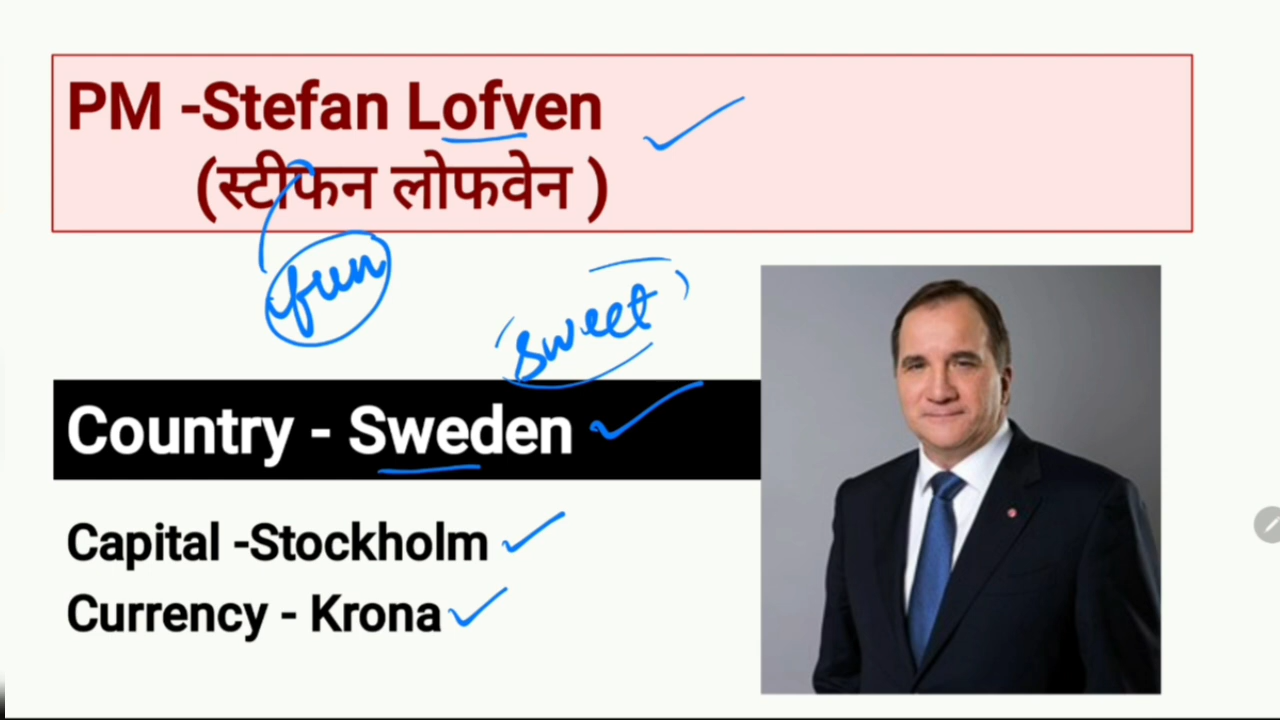 PM -Stefan Lofven
(स्टीफन लोफवेन )
fun
sweet
Country - Sweden
Capital -Stockholm
Currency - Krona